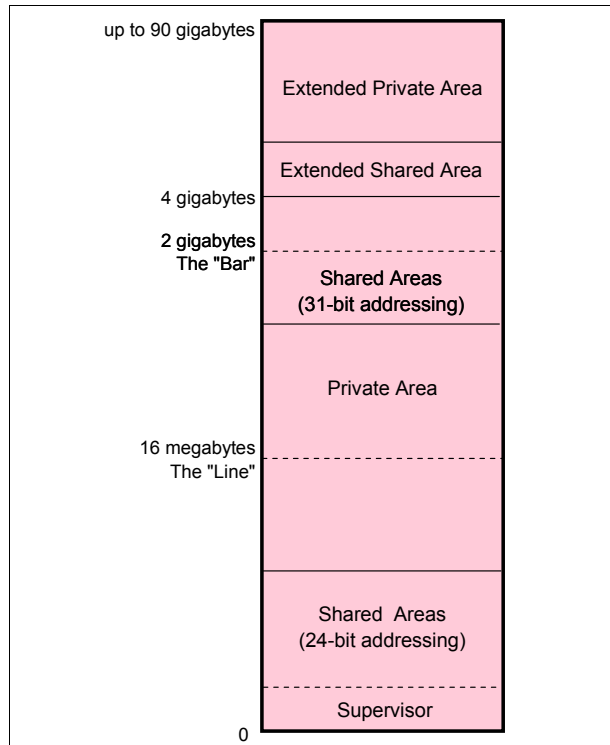 up to 90 gigabytes
Extended Private Area
Extended Shared Area
4 gigabytes
2 gigabytes
The "Bar"
Shared Areas
(31-bit addressing)
Private Area
16 megabytes
The "Line"
Shared Areas
(24-bit addressing)
Supervisor
0